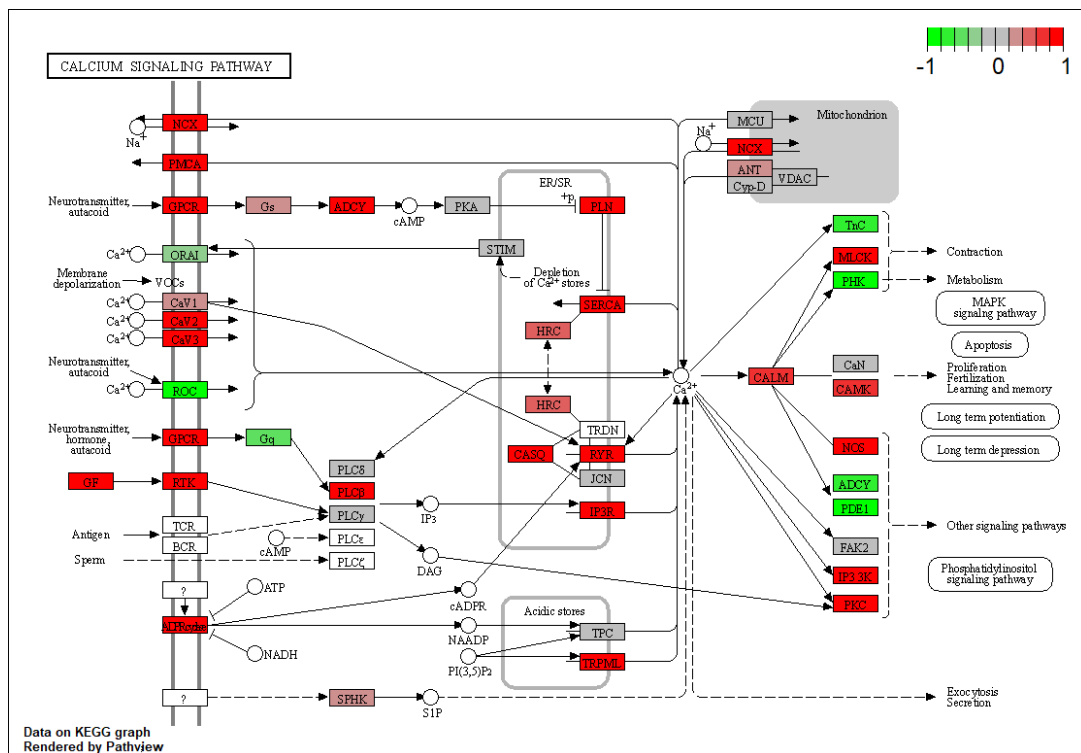 -1 0 1
CALCIUM SIGNALING PATHWAY
NCX
Na+
PMCA
Neurotransmitter,
autacoid
GPCR
Gs
ADCY
cAMP
PKA
ER/SR
+p
PLN
MCU
Mitochondrion
Na+
NCX
ANT
Cyp-D
VDAC
Ca2+
ORAI
STIM
Depletion
of Ca2+ stores
Membrane
depolarization
VOCs
Ca2+
CaV1
Ca2+
CaV2
Ca2+
CaV3
SERCA
HRC
HRC
Neurotransmitter,
autacoid
Ca2+
ROC
Neurotransmitter,
hormone,
autacoid
GPCR
Gq
GF
RTK
PLCδ
PLCβ
PLCγ
PLCε
PLCζ
IP3
DAG
cAMP
Antigen
TCR
BCR
Sperm
TRDN
CASQ
RYR
JCN
IP3R
Ca2+
CALM
TnC
MLCK
PHK
Contraction
Metabolism
MAPK
signaling pathway
Apoptosis
CaN
CAMK
Proliferation
Fertilization
Learning and memory
Long term potentiation
Long term depression
NOS
ADCY
PDE1
FAK2
IP3 3K
PKC
Other signaling pathways
Phosphatidylinositol
signaling pathway
?
ATP
NADH
cADPR
NAADP
PI(3,5)P2
Acidic stores
TPC
TRPML
?
SPHK
S1P
Exocytosis
Secretion
Data on KEGG graph
Rendered by Pathview